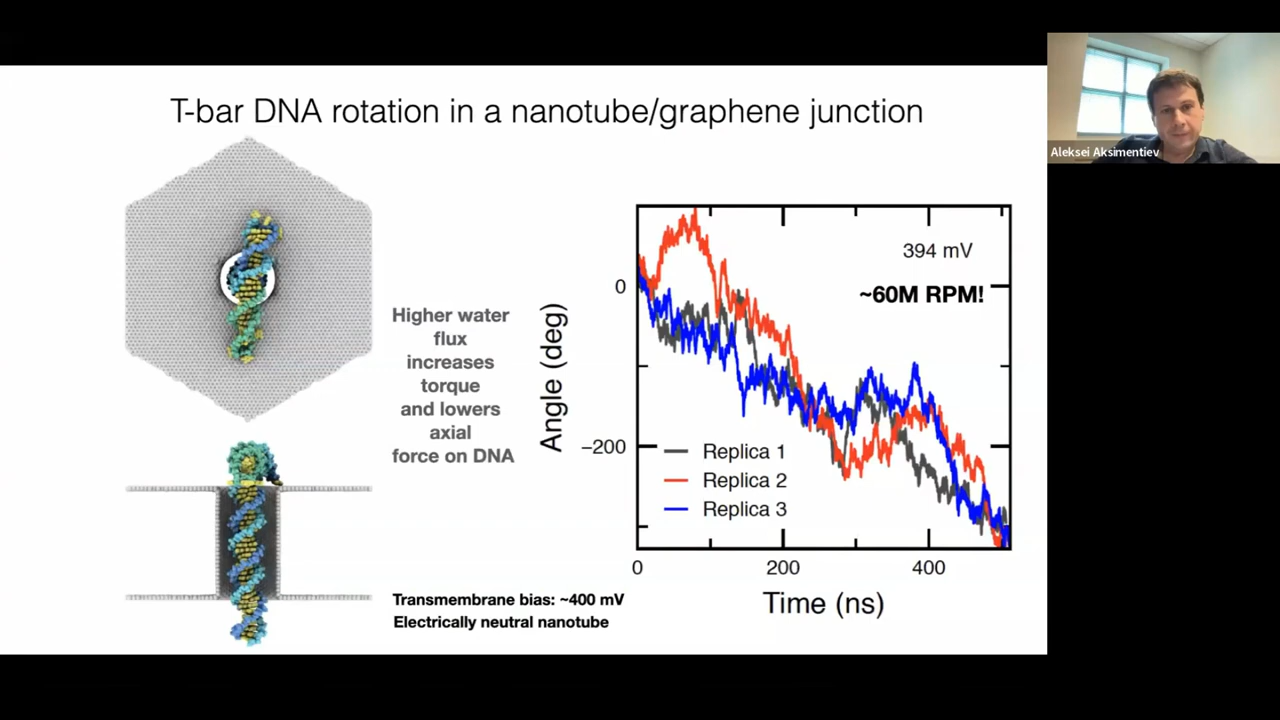 T-bar DNA rotation in a nanotube/graphene junction
Aleksei Aksimentiev
Higher water
flux
increases
torque
and lowers
axial
force on DNA
Transmembrane bias: ~400 mV
Electrically neutral nanotube
Angle (deg)
0
−200
394 mV
~60M RPM!
Replica 1
Replica 2
Replica 3
0 200 400
Time (ns)